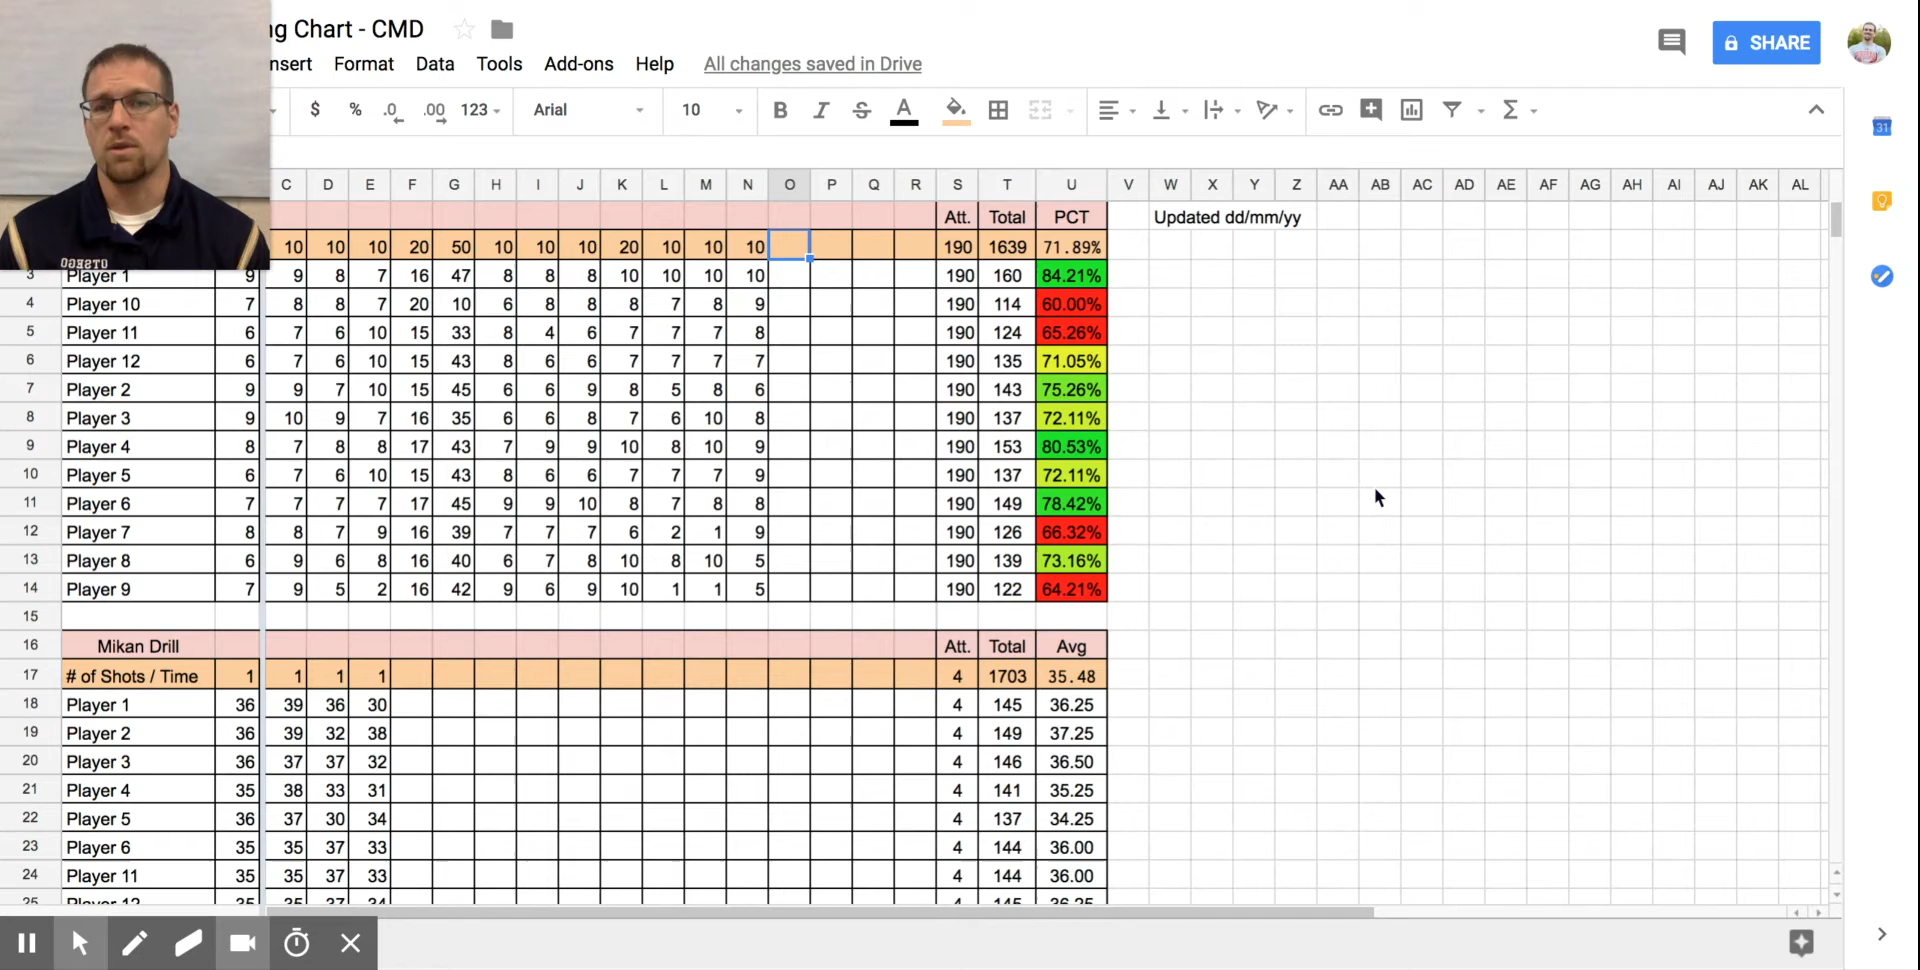 ng Chart - CMD
nsert Format Data Tools Add-ons Help All changes saved in Drive
SHARE
$ % .0 .00 123 Arial 10 B I S A Σ
31
C D E F G H I J K L M N O P Q R S T U V W X Y Z AA AB AC AD AE AF AG AH AI AJ AK AL
Att. Total PCT Updated dd/mm/yy
10 10 10 20 50 10 10 10 20 10 10 10 190 1639 71.89%
OTSEGO
3 Player 1 9 9 8 7 16 47 8 8 8 10 10 10 10 190 160 84.21%
4 Player 10 7 8 8 7 20 10 6 8 8 8 7 8 9 190 114 60.00%
5 Player 11 6 7 6 10 15 33 8 4 6 7 7 7 8 190 124 65.26%
6 Player 12 6 7 6 10 15 43 8 6 6 7 7 7 7 190 135 71.05%
7 Player 2 9 9 7 10 15 45 6 6 9 8 5 8 6 190 143 75.26%
8 Player 3 9 10 9 7 16 35 6 6 8 7 6 10 8 190 137 72.11%
9 Player 4 8 7 8 8 17 43 7 9 9 10 8 10 9 190 153 80.53%
10 Player 5 6 7 6 10 15 43 8 6 6 7 7 7 9 190 137 72.11%
11 Player 6 7 7 7 7 17 45 9 9 10 8 7 8 8 190 149 78.42%
12 Player 7 8 8 7 9 16 39 7 7 7 6 2 1 9 190 126 66.32%
13 Player 8 6 9 6 8 16 40 6 7 8 10 8 10 5 190 139 73.16%
14 Player 9 7 9 5 2 16 42 9 6 9 10 1 1 5 190 122 64.21%
15
16 Mikan Drill Att. Total Avg
17 # of Shots / Time 1 1 1 1 4 1703 35.48
18 Player 1 36 39 36 30 4 145 36.25
19 Player 2 36 39 32 38 4 149 37.25
20 Player 3 36 37 37 32 4 146 36.50
21 Player 4 35 38 33 31 4 141 35.25
22 Player 5 36 37 30 34 4 137 34.25
23 Player 6 35 35 37 33 4 144 36.00
24 Player 11 35 35 37 33 4 144 36.00
25 Player 12 35 35 37 34 4 145 36.25